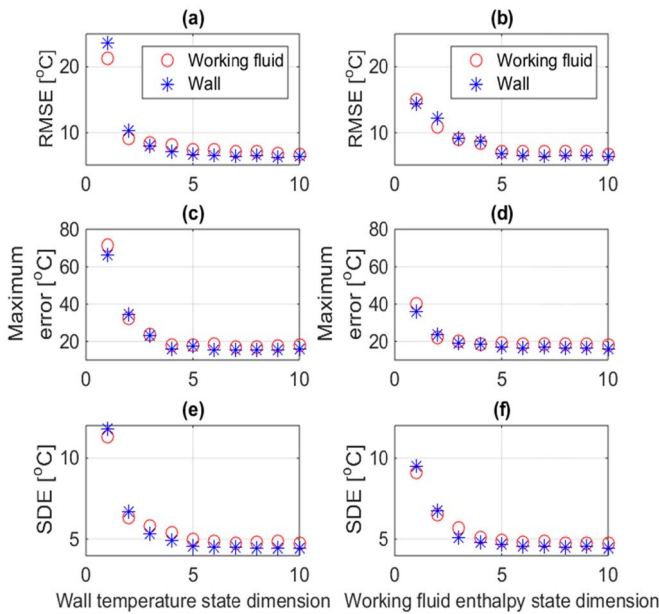 (a)
RMSE [°C]
20
10
0
5
10
Working fluid
Wall
(b)
RMSE [°C]
20
10
0
5
10
Working fluid
Wall
(c)
Maximum
error [°C]
80
60
40
20
0
5
10
(d)
Maximum
error [°C]
80
60
40
20
0
5
10
(e)
SDE [°C]
10
5
0
5
10
Wall temperature state dimension
(f)
SDE [°C]
10
5
0
5
10
Working fluid enthalpy state dimension